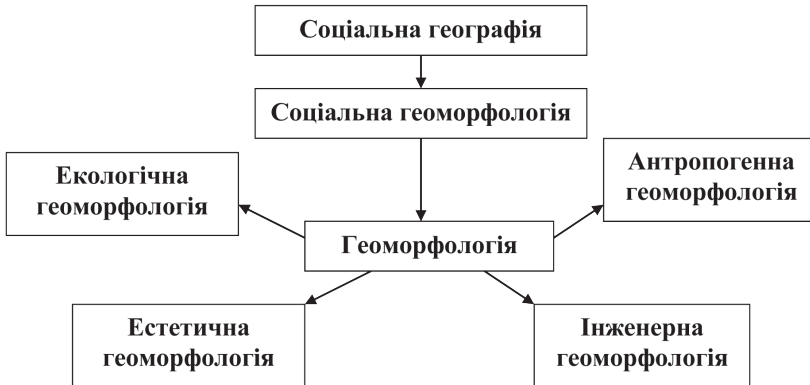 Соціальна географія
Соціальна геоморфологія
Екологічна
геоморфологія
Антропогенна
геоморфологія
Геоморфологія
Естетична
геоморфологія
Інженерна
геоморфологія